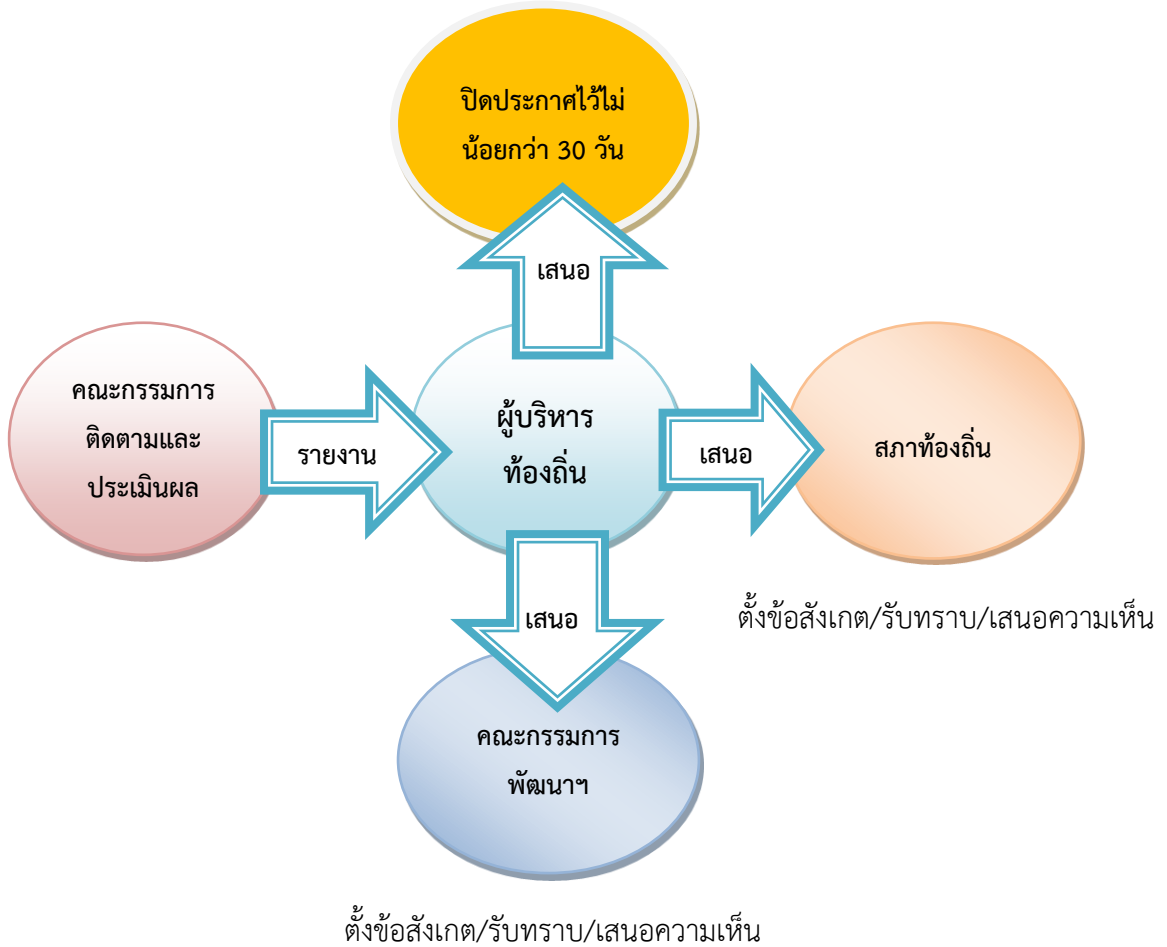 ปิดประกาศไว้ไม่
น้อยกว่า 30 วัน
เสนอ
คณะกรรมการ
ติดตามและ
ประเมินผล
รายงาน
ผู้บริหาร
ท้องถิ่น
เสนอ
สภาท้องถิ่น
ตั้งข้อสังเกต/รับทราบ/เสนอความเห็น
เสนอ
คณะกรรมการ
พัฒนาฯ
ตั้งข้อสังเกต/รับทราบ/เสนอความเห็น